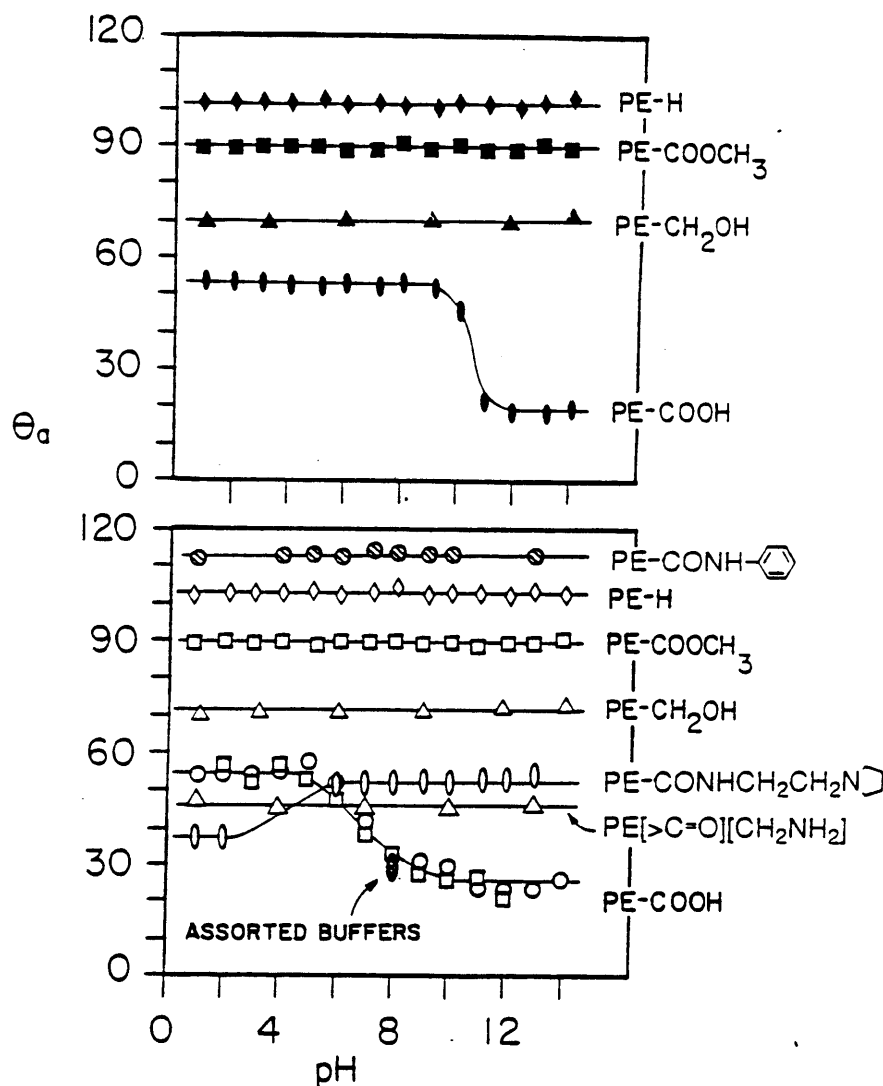 120
90
60
30
0
θa
PE-H
PE-COOCH3
PE-CH2OH
PE-COOH
120
90
60
30
0
PE-CONH-
PE-H
PE-COOCH3
PE-CH2OH
PE-CONHCH2CH2N
PE[>C=O][CH2NH2]
PE-COOH
ASSORTED BUFFERS
0 4 8 12
pH